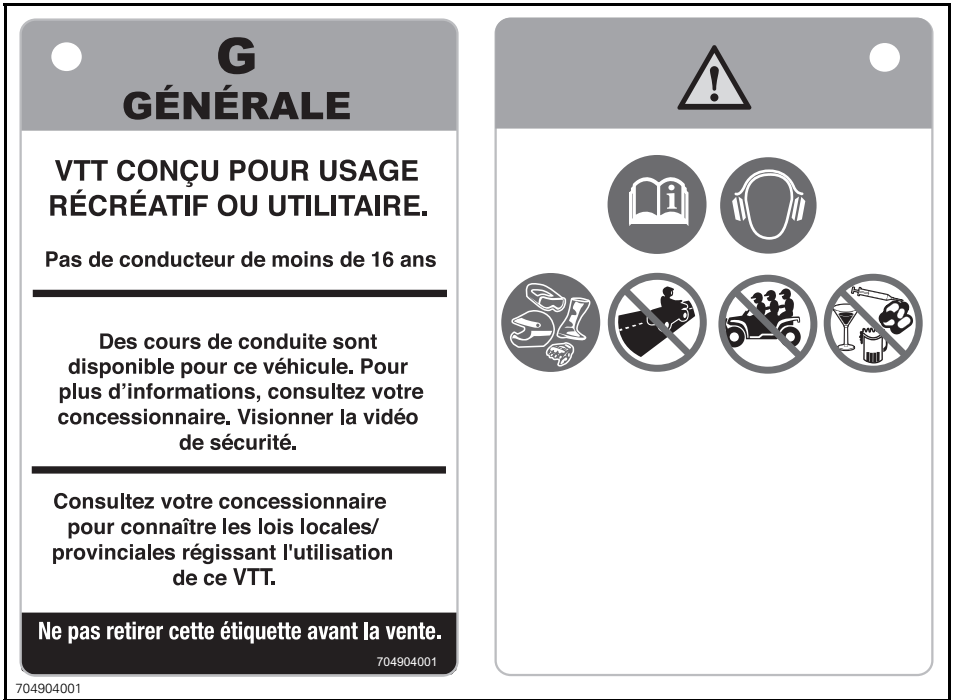 G
GÉNÉRALE
VTT CONÇU POUR USAGE
RÉCRÉATIF OU UTILITAIRE.
Pas de conducteur de moins de 16 ans
Des cours de conduite sont
disponible pour ce véhicule. Pour
plus d’informations, consultez votre
concessionnaire. Visionner la vidéo
de sécurité.
Consultez votre concessionnaire
pour connaître les lois locales/
provinciales régissant l'utilisation
de ce VTT.
Ne pas retirer cette étiquette avant la vente.
704904001
704904001
!
i